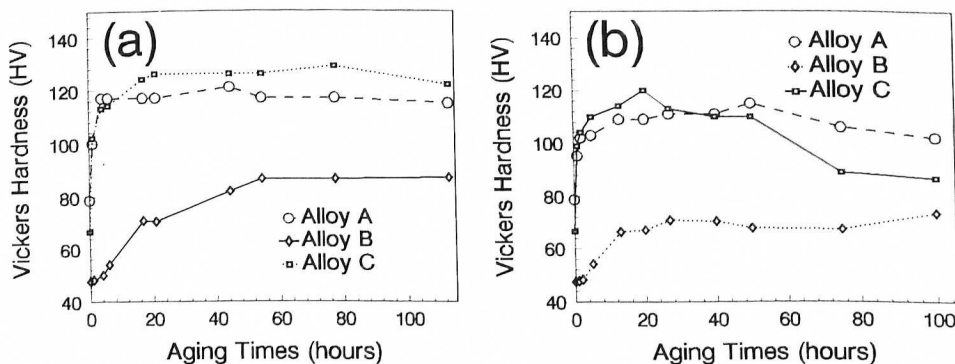 (a)
Vickers Hardness (HV)
140
120
100
80
60
40
Alloy A
Alloy B
Alloy C
0 20 40 60 80 100
Aging Times (hours)
(b)
Vickers Hardness (HV)
140
120
100
80
60
40
Alloy A
Alloy B
Alloy C
0 20 40 60 80 100
Aging Times (hours)